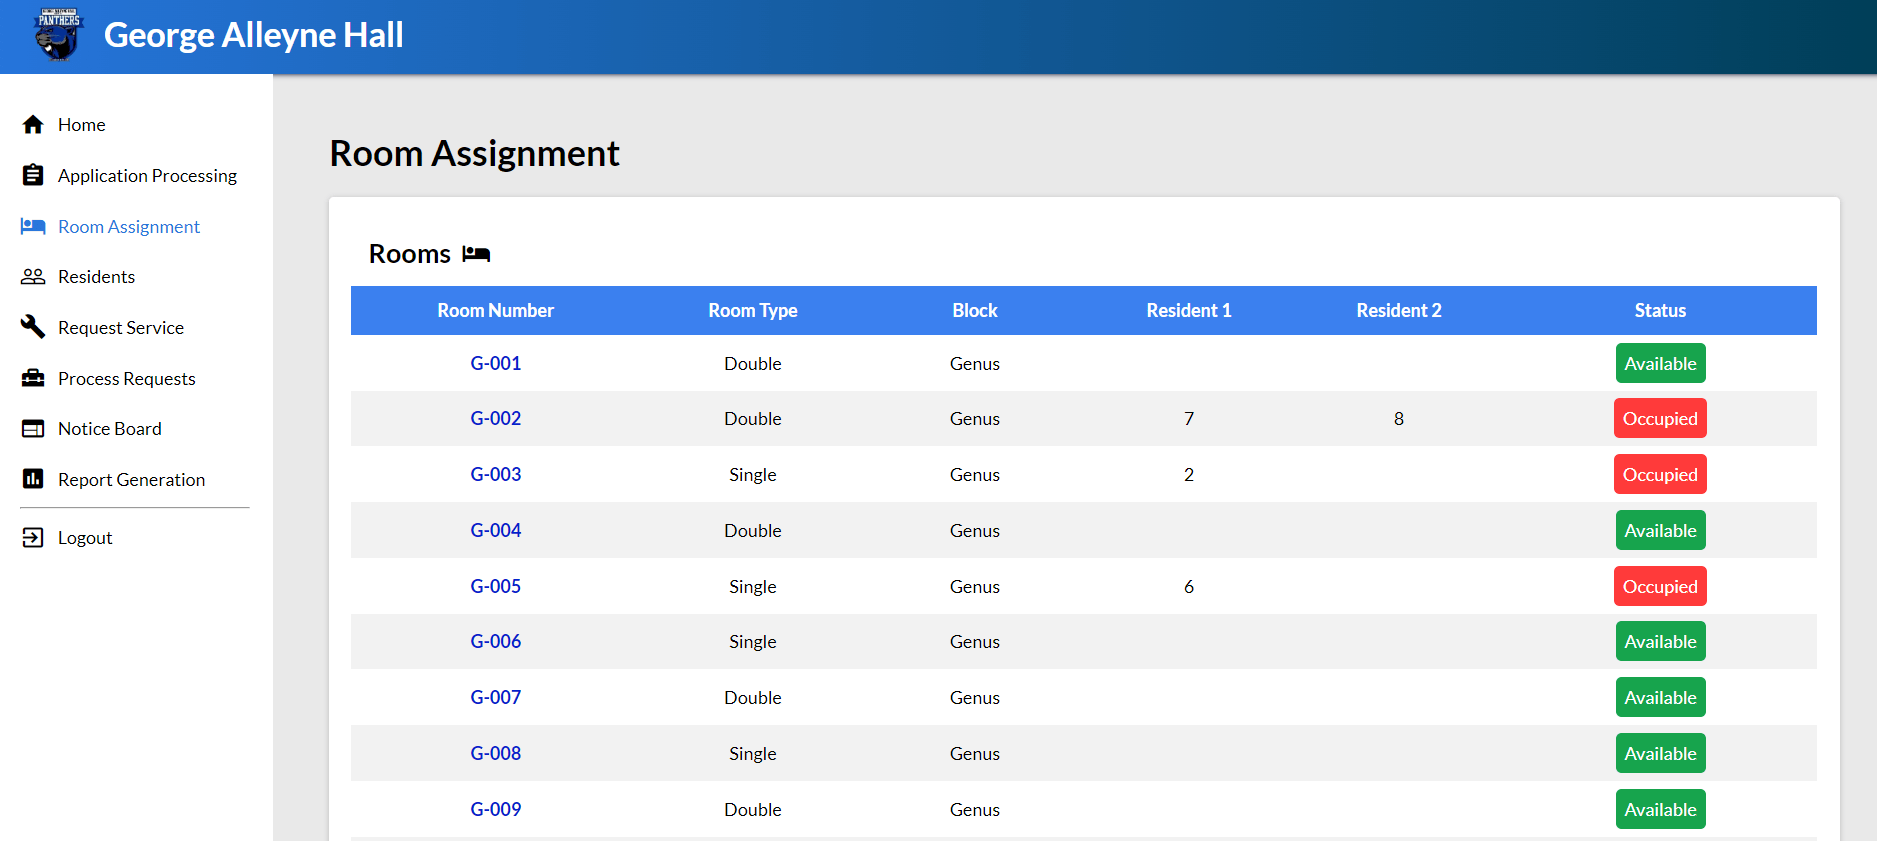 PANTHERS
George Alleyne Hall
Home
Application Processing
Room Assignment
Residents
Request Service
Process Requests
Notice Board
Report Generation
Logout
Room Assignment
Rooms
Room Number Room Type Block Resident 1 Resident 2 Status
G-001 Double Genus Available
G-002 Double Genus 7 8 Occupied
G-003 Single Genus 2 Occupied
G-004 Double Genus Available
G-005 Single Genus 6 Occupied
G-006 Single Genus Available
G-007 Double Genus Available
G-008 Single Genus Available
G-009 Double Genus Available